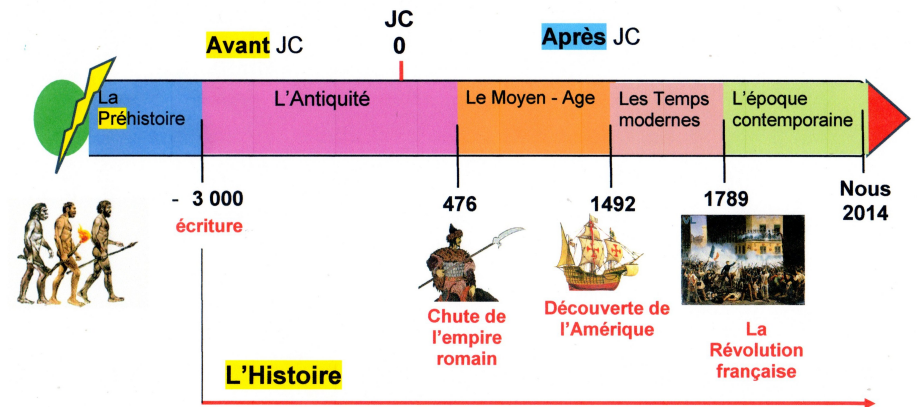 JC
0
Avant JC
Après JC
La
Préhistoire
L'Antiquité
Le Moyen - Age
Les Temps
modernes
L'époque
contemporaine
- 3 000
écriture
476
Chute de
l'empire
romain
1492
Découverte de
l'Amérique
1789
La
Révolution
française
Nous
2014
L'Histoire